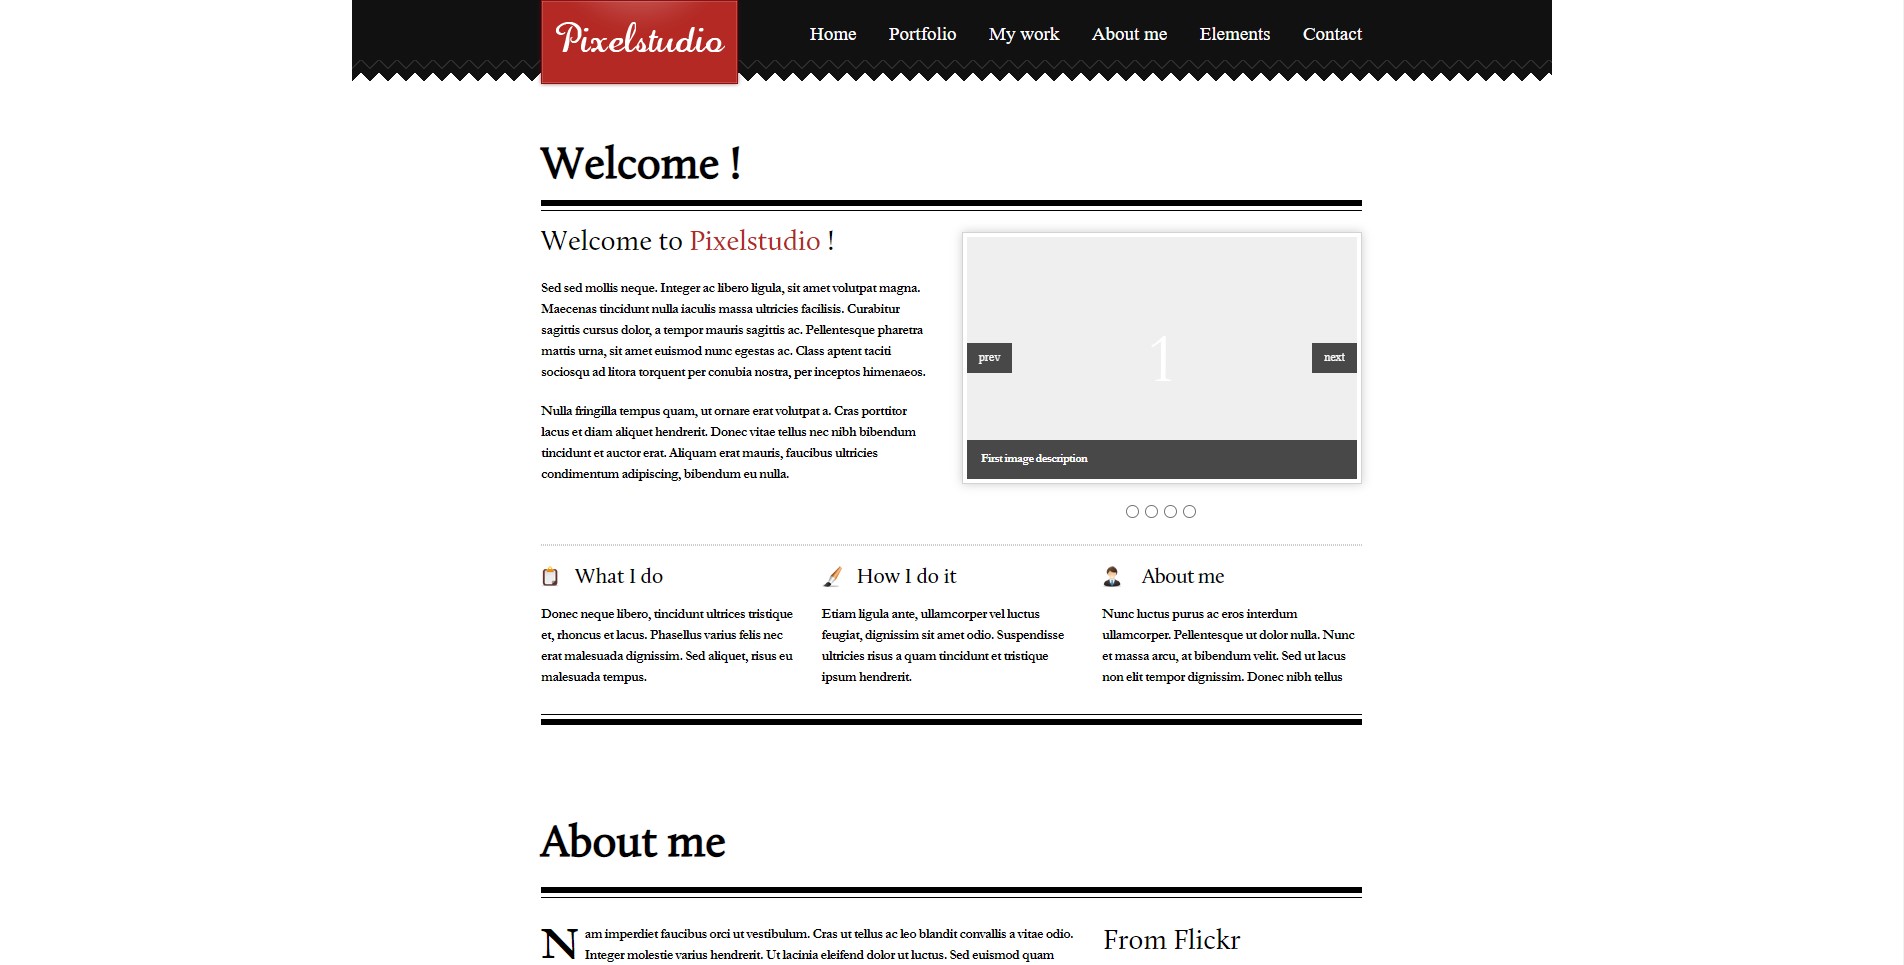 Pixelstudio
Home Portfolio My work About me Elements Contact
Welcome !
Welcome to Pixelstudio !
Sed sed mollis neque. Integer ac libero ligula, sit amet volutpat magna.
Maecenas tincidunt nulla iaculis massa ultricies facilisis. Curabitur
sagittis cursus dolor, a tempor mauris sagittis ac. Pellentesque pharetra
mattis urna, sit amet euismod nunc egestas ac. Class aptent taciti
sociosqu ad litora torquent per conubia nostra, per inceptos himenaeos.
Nulla fringilla tempus quam, ut ornare erat volutpat a. Cras porttitor
lacus et diam aliquet hendrerit. Donec vitae tellus nec nibh bibendum
tincidunt et auctor erat. Aliquam erat mauris, faucibus ultricies
condimentum adipiscing, bibendum eu nulla.
1
prev
next
First image description
What I do
Donec neque libero, tincidunt ultrices tristique
et, rhoncus et lacus. Phasellus varius felis nec
erat malesuada dignissim. Sed aliquet, risus eu
malesuada tempus.
How I do it
Etiam ligula ante, ullamcorper vel luctus
feugiat, dignissim sit amet odio. Suspendisse
ultricies risus a quam tincidunt et tristique
ipsum hendrerit.
About me
Nunc luctus purus ac eros interdum
ullamcorper. Pellentesque ut dolor nulla. Nunc
et massa arcu, at bibendum velit. Sed ut lacus
non elit tempor dignissim. Donec nibh tellus
About me
Nam imperdiet faucibus orci ut vestibulum. Cras ut tellus ac leo blandit convallis a vitae odio.
Integer molestie varius hendrerit. Ut lacinia eleifend dolor ut luctus. Sed euismod quam
From Flickr